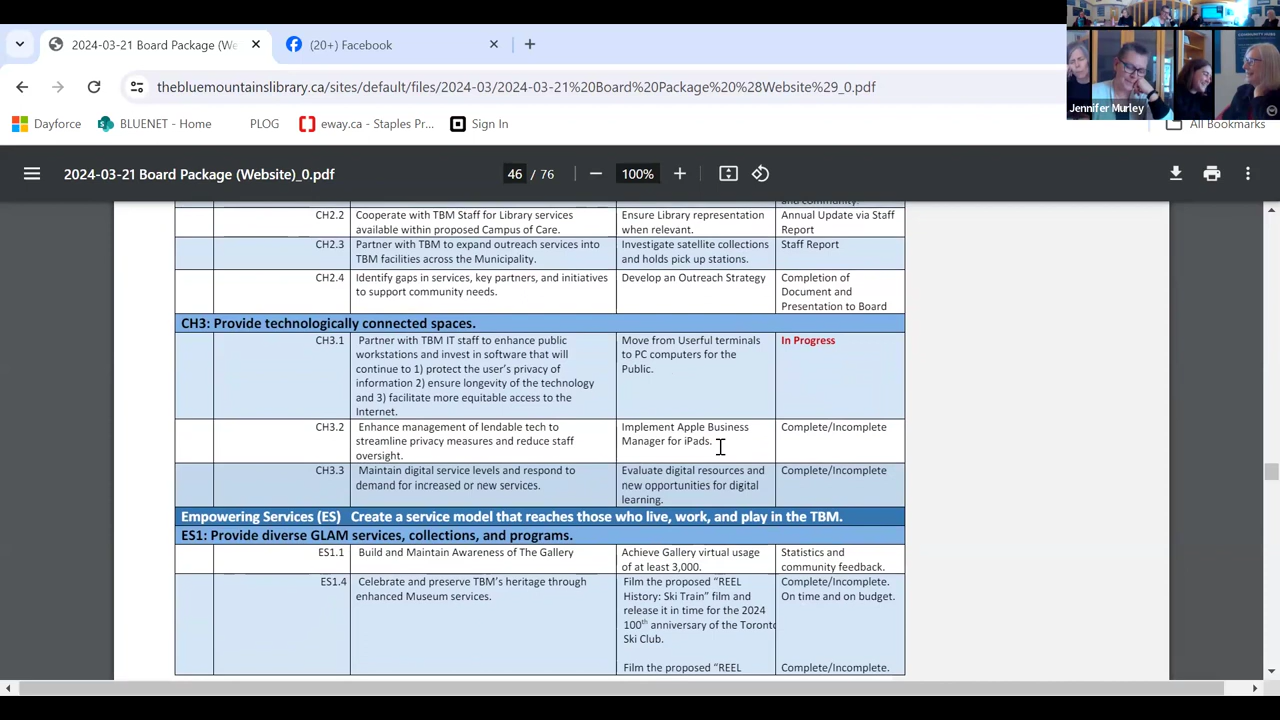 2024-03-21 Board Package (We
(20+) Facebook
thebluemountainslibrary.ca/sites/default/files/2024-03/2024-03-21%20Board%20Package%20%28Website%29_0.pdf
Dayforce
BLUENET - Home
PLOG
eway.ca - Staples Pr...
Sign In
All Bookmarks
Jennifer Murley
2024-03-21 Board Package (Website)_0.pdf
46 / 76
100%
and community.
CH2.2 Cooperate with TBM Staff for Library services Ensure Library representation Annual Update via Staff
available within proposed Campus of Care. when relevant. Report
CH2.3 Partner with TBM to expand outreach services into Investigate satellite collections Staff Report
TBM facilities across the Municipality. and holds pick up stations.
CH2.4 Identify gaps in services, key partners, and initiatives Develop an Outreach Strategy Completion of
to support community needs. Document and
Presentation to Board
CH3: Provide technologically connected spaces.
CH3.1 Partner with TBM IT staff to enhance public Move from Userful terminals In Progress
workstations and invest in software that will to PC computers for the
continue to 1) protect the user's privacy of Public.
information 2) ensure longevity of the technology
and 3) facilitate more equitable access to the
Internet.
CH3.2 Enhance management of lendable tech to Implement Apple Business Complete/Incomplete
streamline privacy measures and reduce staff Manager for iPads.
oversight.
CH3.3 Maintain digital service levels and respond to Evaluate digital resources and Complete/Incomplete
demand for increased or new services. new opportunities for digital
learning.
Empowering Services (ES) Create a service model that reaches those who live, work, and play in the TBM.
ES1: Provide diverse GLAM services, collections, and programs.
ES1.1 Build and Maintain Awareness of The Gallery Achieve Gallery virtual usage Statistics and
of at least 3,000. community feedback.
ES1.4 Celebrate and preserve TBM's heritage through Film the proposed “REEL Complete/Incomplete.
enhanced Museum services. History: Ski Train” film and On time and on budget.
release it in time for the 2024
100th anniversary of the Toronto
Ski Club.
Film the proposed “REEL Complete/Incomplete.